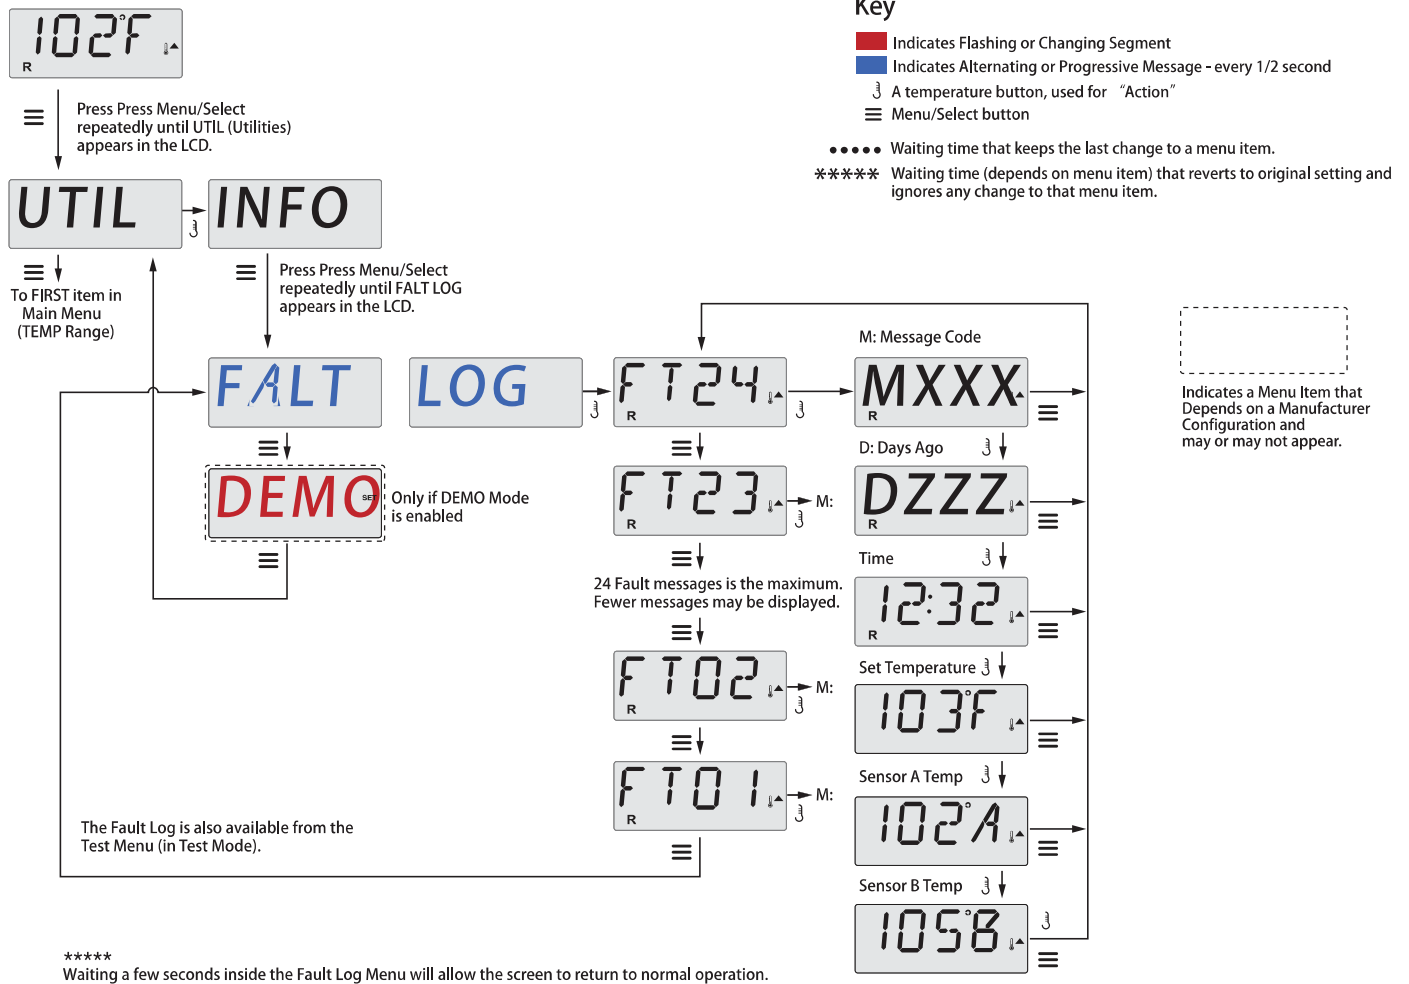 102°F
R
Press Press Menu/Select
repeatedly until UTIL (Utilities)
appears in the LCD.
Key
Indicates Flashing or Changing Segment
Indicates Alternating or Progressive Message - every 1/2 second
A temperature button, used for “Action”
Menu/Select button
••••• Waiting time that keeps the last change to a menu item.
***** Waiting time (depends on menu item) that reverts to original setting and
ignores any change to that menu item.
UTIL
INFO
To FIRST item in
Main Menu
(TEMP Range)
Press Press Menu/Select
repeatedly until FALT LOG
appears in the LCD.
FALT
LOG
DEMO
SET
Only if DEMO Mode
is enabled
FT24
R
FT23
R
M:
24 Fault messages is the maximum.
Fewer messages may be displayed.
FT02
R
M:
FT01
R
M:
M: Message Code
MXXX
R
D: Days Ago
DZZZ
R
Time
12:32
R
Set Temperature
103°F
Sensor A Temp
102°A
Sensor B Temp
105°B
Indicates a Menu Item that
Depends on a Manufacturer
Configuration and
may or may not appear.
The Fault Log is also available from the
Test Menu (in Test Mode).
*****
Waiting a few seconds inside the Fault Log Menu will allow the screen to return to normal operation.